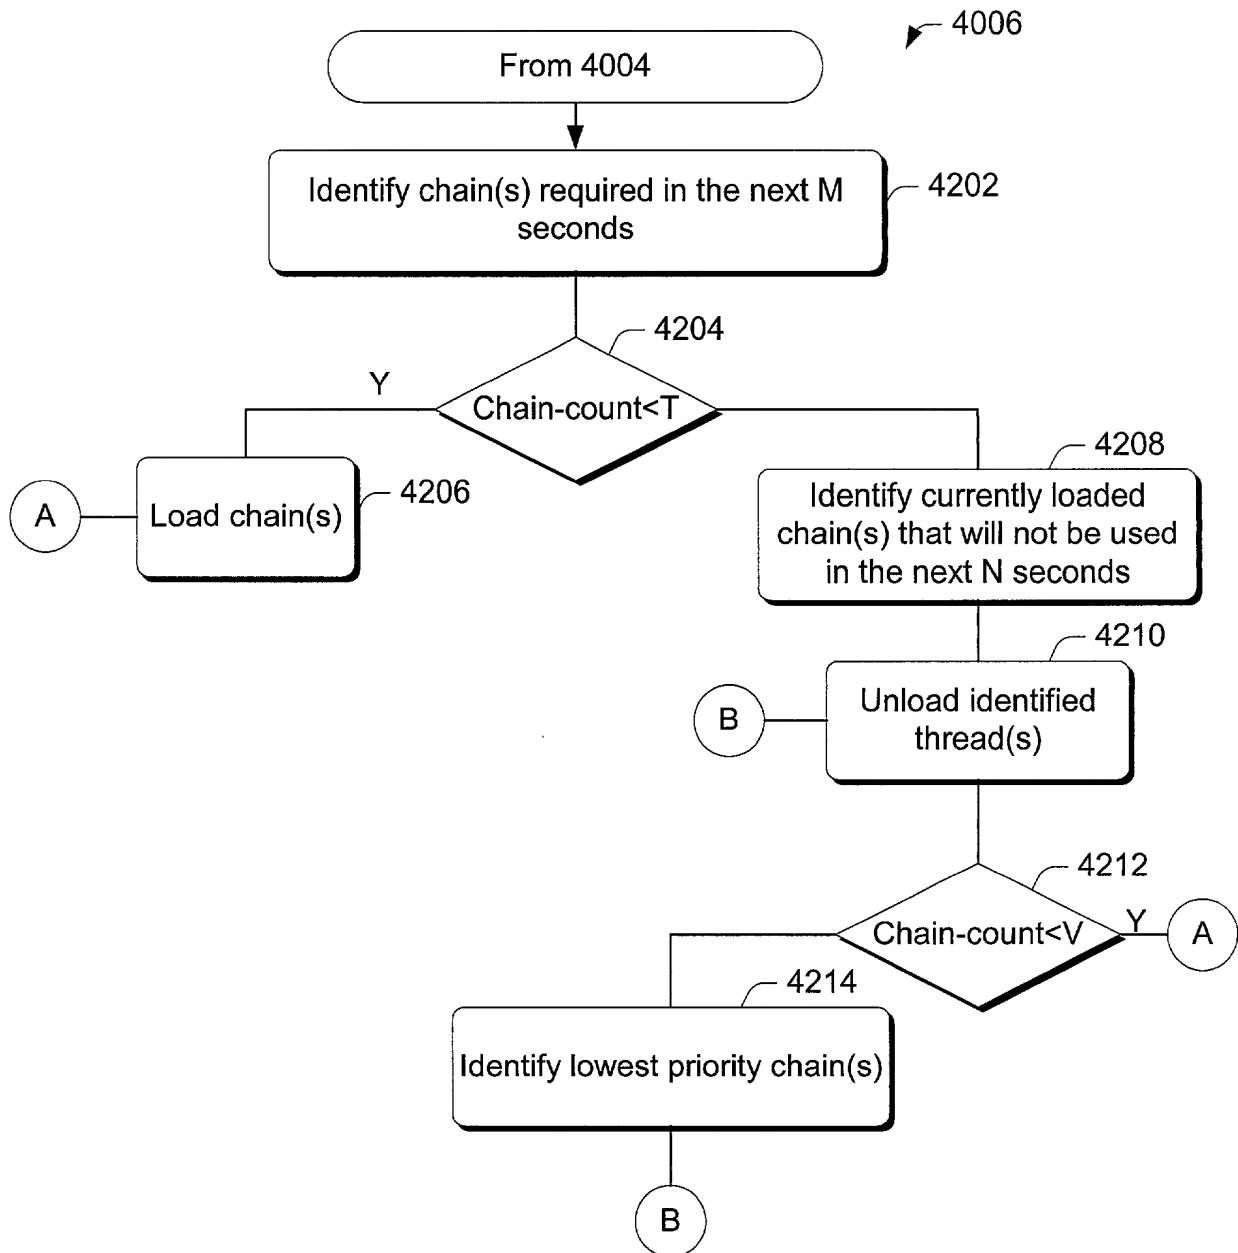 4006
From 4004
Identify chain(s) required in the next M
seconds
4202
4204
Y
Chain-count<T
4208
A
Load chain(s)
4206
Identify currently loaded
chain(s) that will not be used
in the next N seconds
4210
B
Unload identified
thread(s)
4212
Chain-count<V
Y
A
4214
Identify lowest priority chain(s)
B